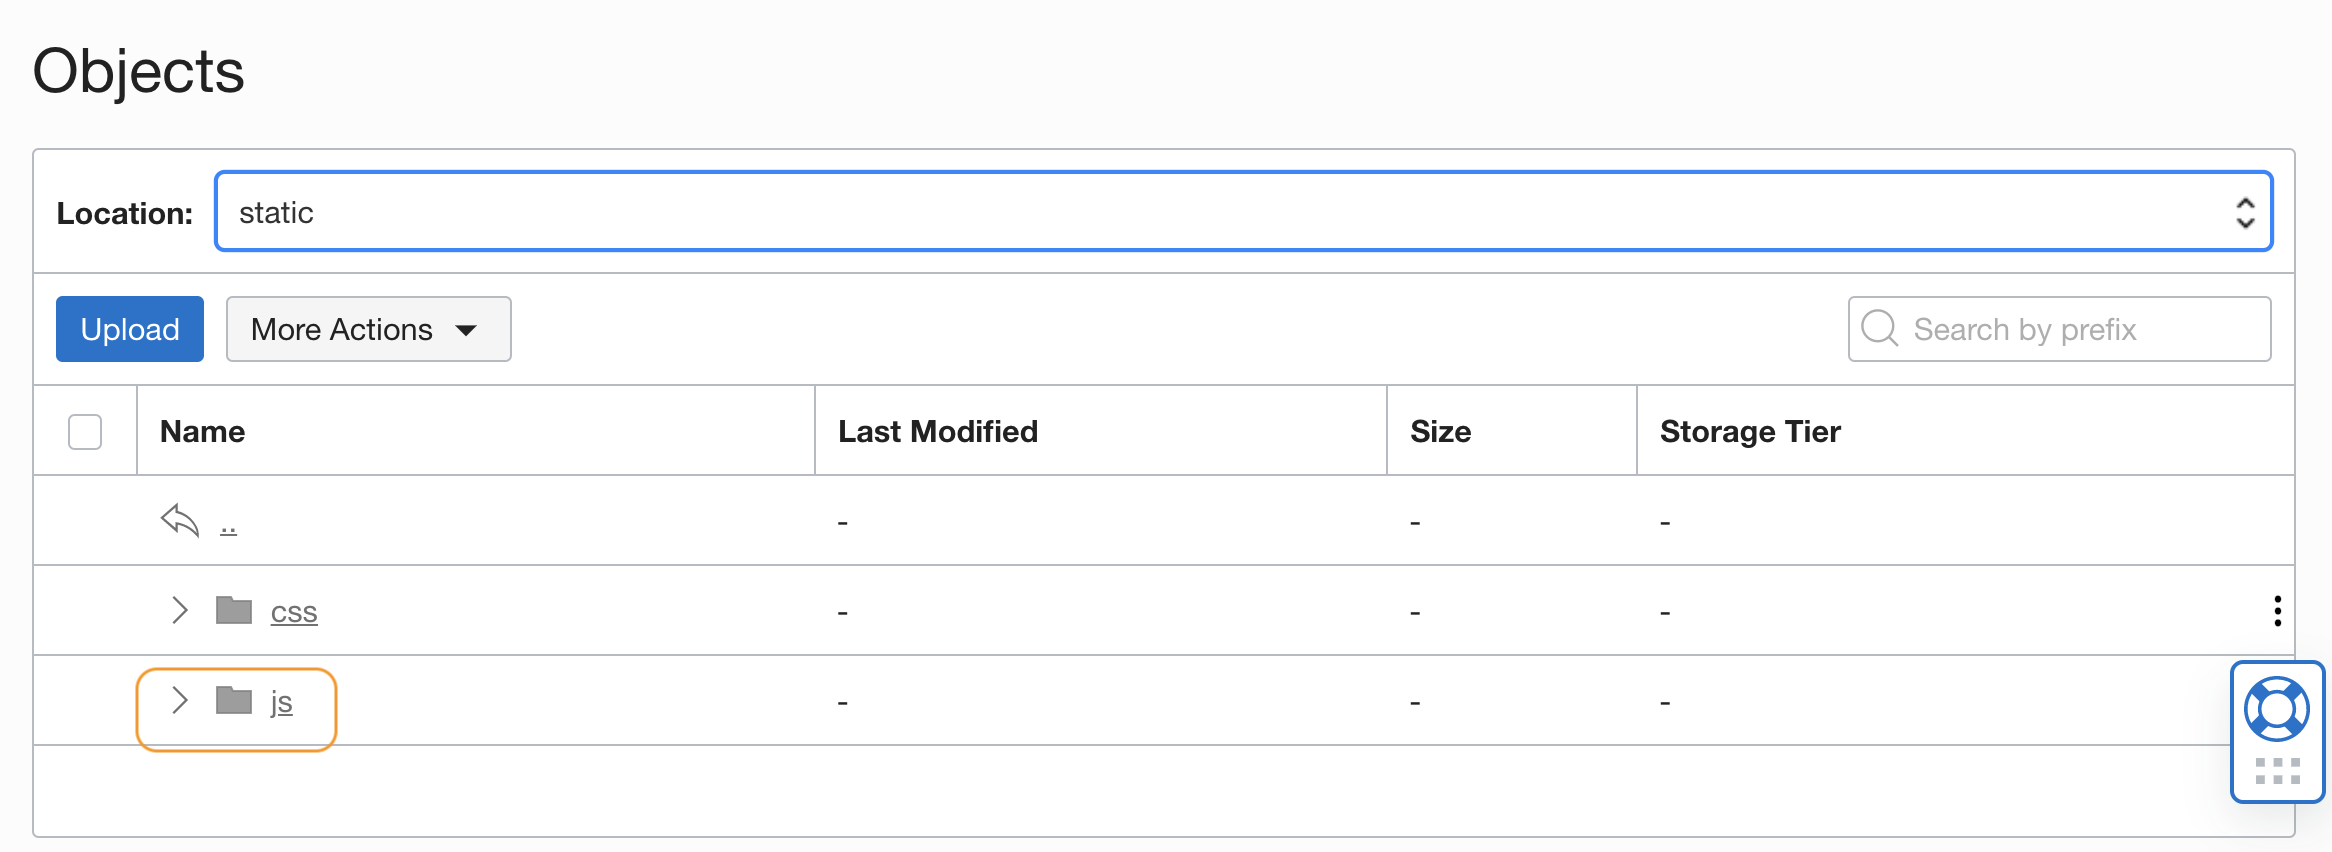 Objects
Location: static
Upload More Actions Search by prefix
Name Last Modified Size Storage Tier
.. - - -
css - - -
js - - -